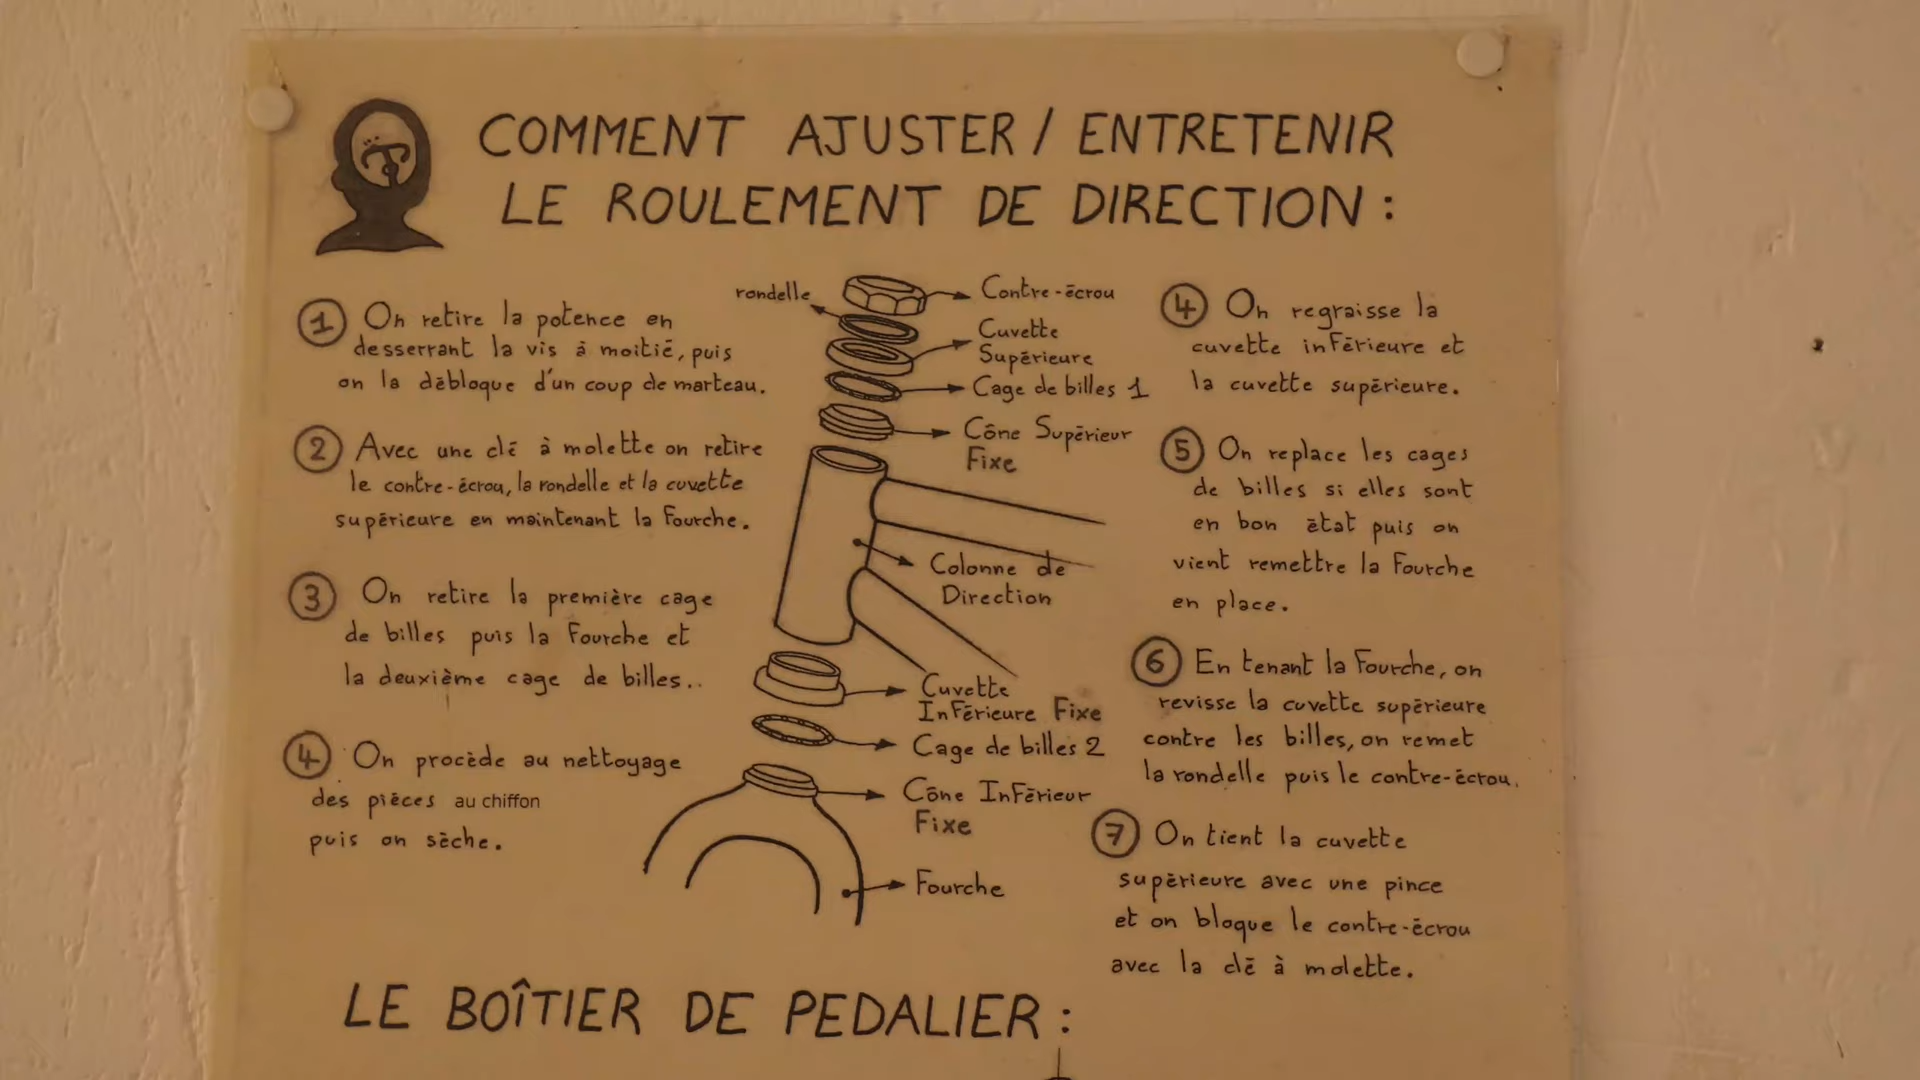 COMMENT AJUSTER / ENTRETENIR
LE ROULEMENT DE DIRECTION :
1 On retire la potence en
desserrant la vis à moitié, puis
on la débloque d'un coup de marteau.
2 Avec une clé à molette on retire
le contre-écrou, la rondelle et la cuvette
supérieure en maintenant la Fourche.
3 On retire la première cage
de billes puis la Fourche et
la deuxième cage de billes..
4 On procède au nettoyage
des pièces au chiffon
puis on sèche.
rondelle
Contre-écrou
Cuvette
Supérieure
Cage de billes 1
Cône Supérieur
Fixe
Colonne de
Direction
Cuvette
Inférieure Fixe
Cage de billes 2
Cône Inférieur
Fixe
Fourche
4 On regraisse la
cuvette inférieure et
la cuvette supérieure.
5 On replace les cages
de billes si elles sont
en bon état puis on
vient remettre la Fourche
en place.
6 En tenant la Fourche, on
revisse la cuvette supérieure
contre les billes, on remet
la rondelle puis le contre-écrou.
7 On tient la cuvette
supérieure avec une pince
et on bloque le contre-écrou
avec la clé à molette.
LE BOÎTIER DE PEDALIER :